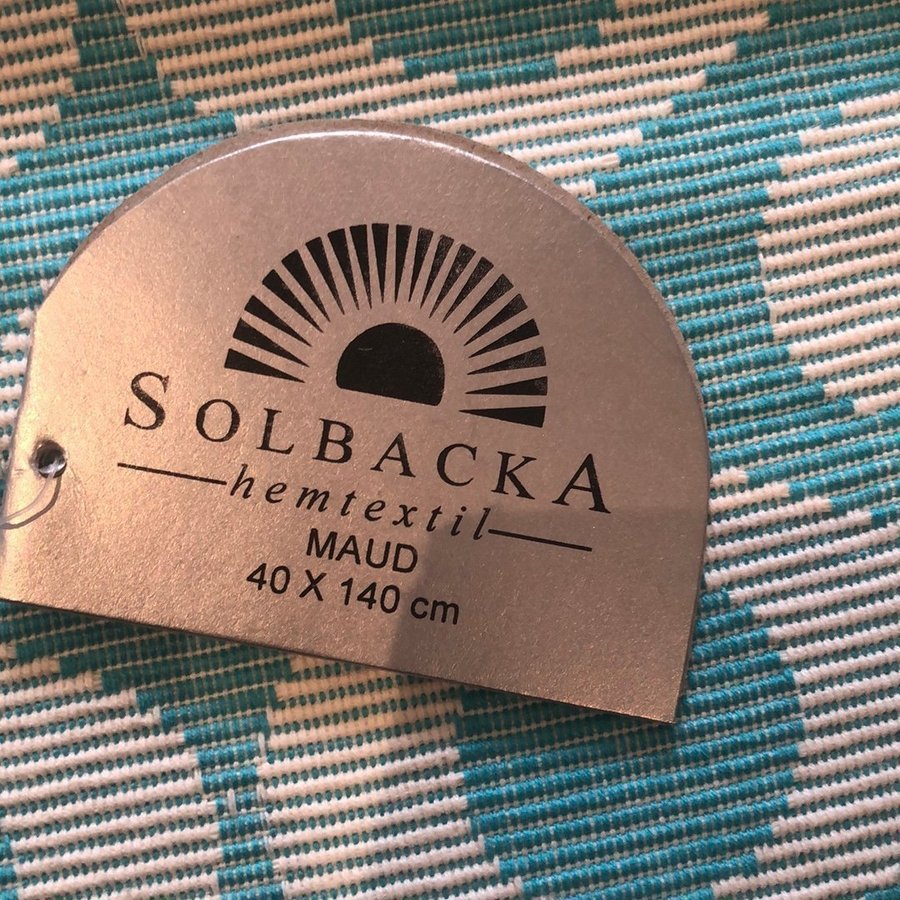 SOLBACKA
hemtextil
MAUD
40 X 140 cm